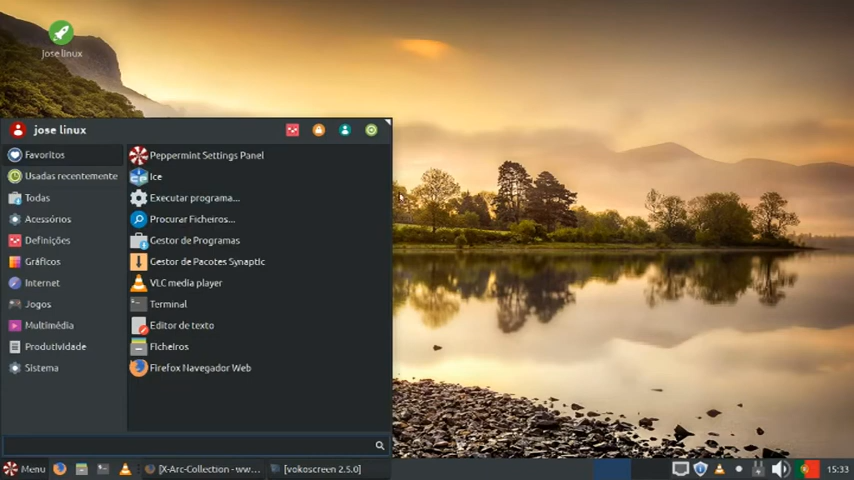 Jose linux
jose linux
Favoritos
Usadas recentemente
Todas
Acessórios
Definições
Gráficos
Internet
Jogos
Multimédia
Produtividade
Sistema
Peppermint Settings Panel
Ice
Executar programa...
Procurar Ficheiros...
Gestor de Programas
Gestor de Pacotes Synaptic
VLC media player
Terminal
Editor de texto
Ficheiros
Firefox Navegador Web
Menu
[X-Arc-Collection - ww...
[vokoscreen 2.5.0]
15:33